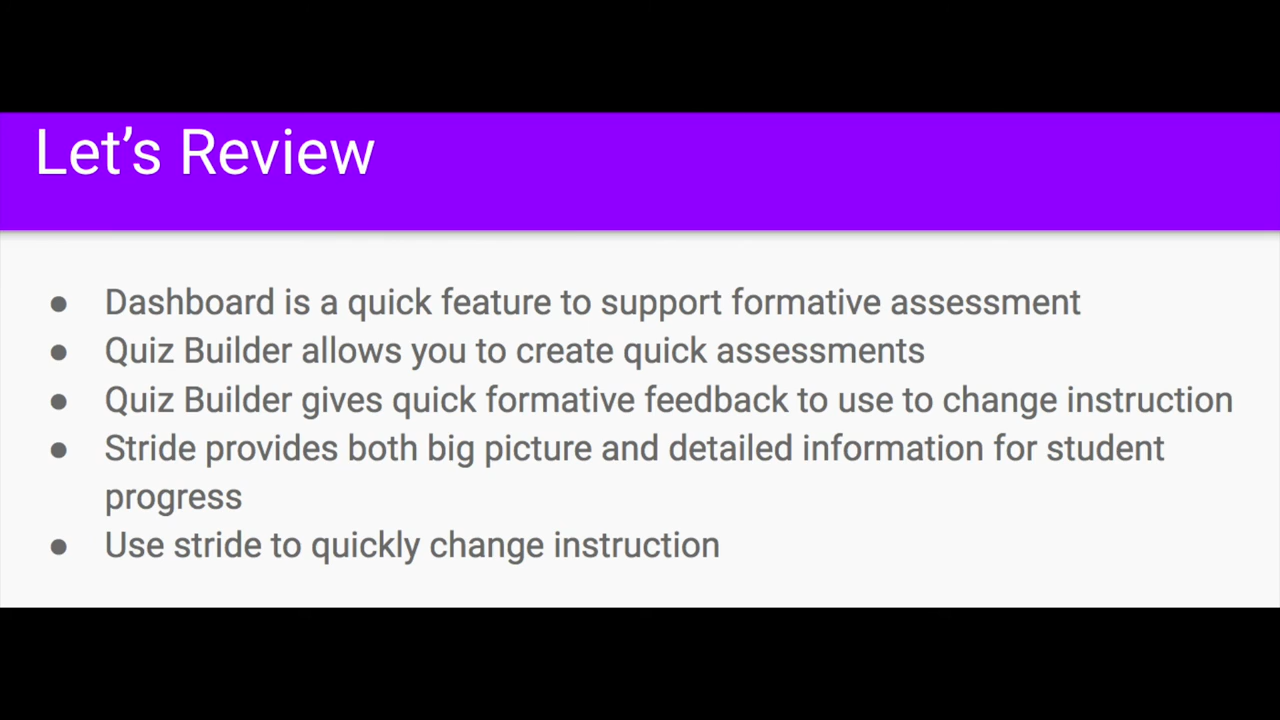 Let’s Review
● Dashboard is a quick feature to support formative assessment
● Quiz Builder allows you to create quick assessments
● Quiz Builder gives quick formative feedback to use to change instruction
● Stride provides both big picture and detailed information for student
progress
● Use stride to quickly change instruction